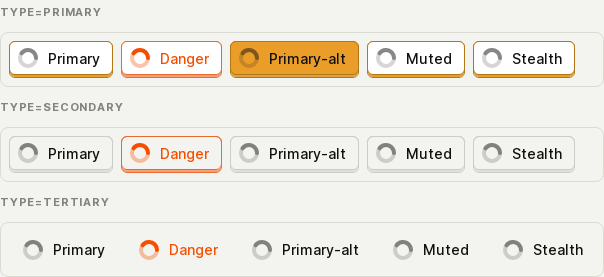 TYPE=PRIMARY
Primary Danger Primary-alt Muted Stealth
TYPE=SECONDARY
Primary Danger Primary-alt Muted Stealth
TYPE=TERTIARY
Primary Danger Primary-alt Muted Stealth